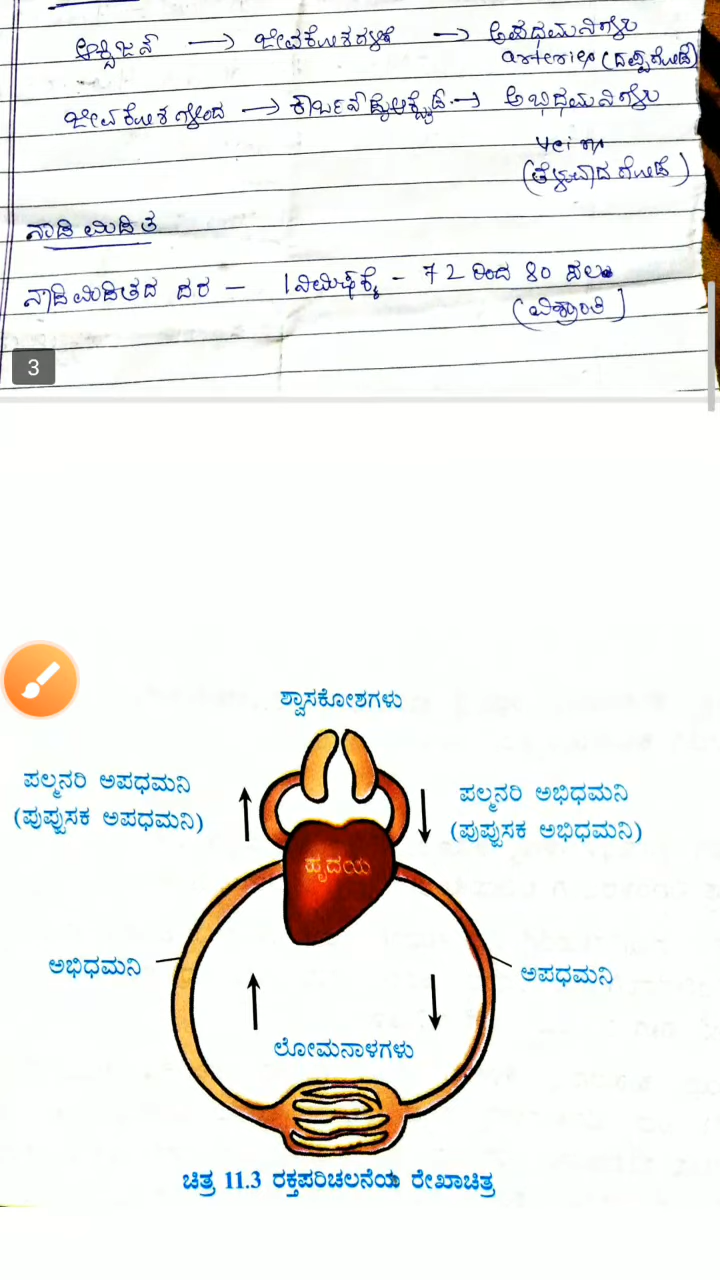 ಆಕ್ಸಿಜನ್ → ಜೀವಕೋಶಗಳಿಗೆ → ಅಪಧಮನಿಗಳು
arteries (ದಪ್ಪಗೋಡೆ)
ಜೀವಕೋಶಗಳಿಂದ → ಕಾರ್ಬನ್ ಡೈಆಕ್ಸೈಡ್ → ಅಭಿಧಮನಿಗಳು
(ತೆಳುವಾದ ಗೋಡೆ)
ನಾಡಿ ಮಿಡಿತ
ನಾಡಿಮಿಡಿತದ ದರ – 1 ನಿಮಿಷಕ್ಕೆ – 72 ರಿಂದ 80 ಸಲ
(ವಿಶ್ರಾಂತಿ)
3
ಶ್ವಾಸಕೋಶಗಳು
ಪಲ್ಮನರಿ ಅಪಧಮನಿ
(ಪುಪ್ಪುಸಕ ಅಪಧಮನಿ)
ಪಲ್ಮನರಿ ಅಭಿಧಮನಿ
(ಪುಪ್ಪುಸಕ ಅಭಿಧಮನಿ)
ಹೃದಯ
ಅಭಿಧಮನಿ
ಅಪಧಮನಿ
ಲೋಮನಾಳಗಳು
ಚಿತ್ರ 11.3 ರಕ್ತಪರಿಚಲನೆಯ ರೇಖಾಚಿತ್ರ